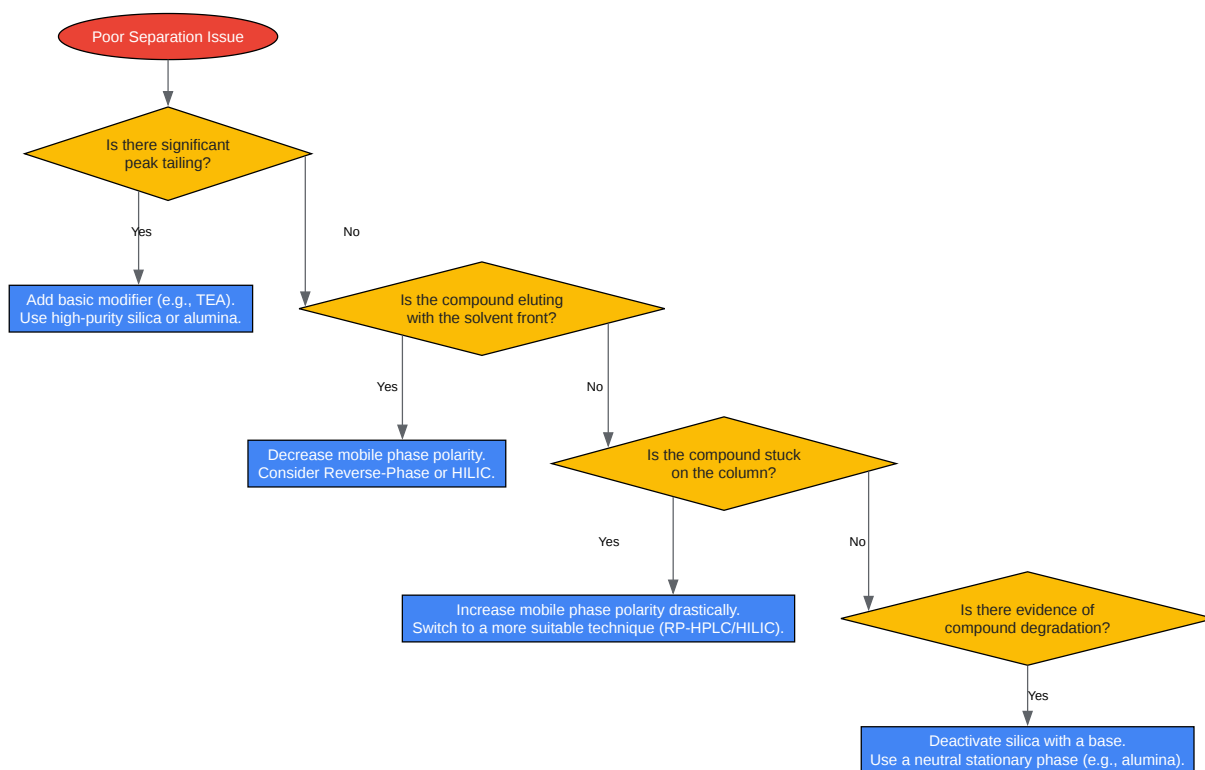 Poor Separation Issue
Is there significant
peak tailing?
Yes
No
Add basic modifier (e.g., TEA).
Use high-purity silica or alumina.
Is the compound eluting
with the solvent front?
Yes
No
Decrease mobile phase polarity.
Consider Reverse-Phase or HILIC.
Is the compound stuck
on the column?
Yes
No
Increase mobile phase polarity drastically.
Switch to a more suitable technique (RP-HPLC/HILIC).
Is there evidence of
compound degradation?
Yes
Deactivate silica with a base.
Use a neutral stationary phase (e.g., alumina).